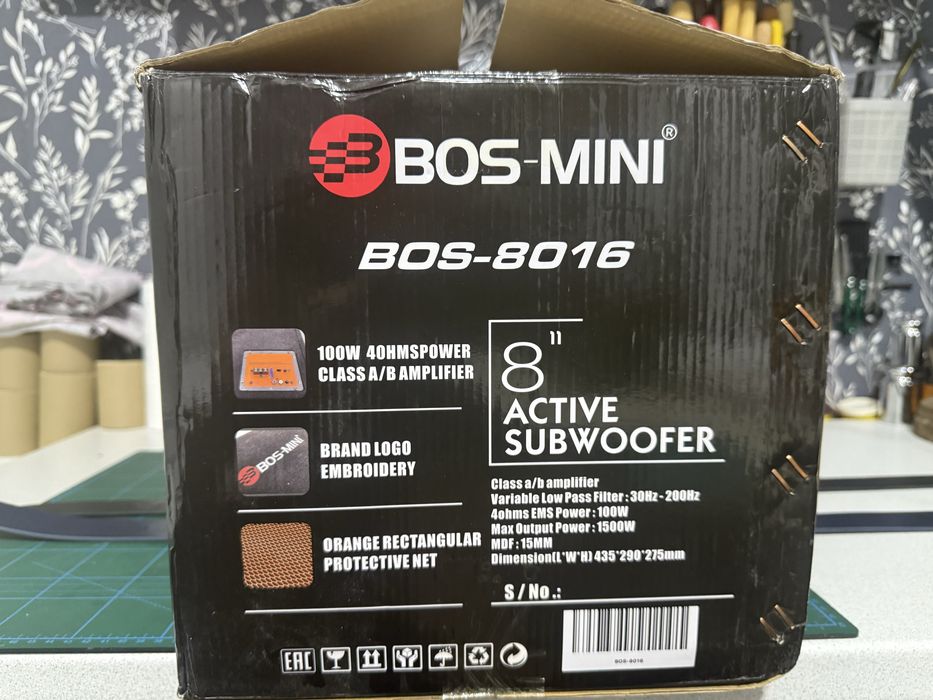 BOS-MINI®
BOS-8016
100W 4OHMSPOWER
CLASS A/B AMPLIFIER
BOS-MINI
BRAND LOGO
EMBROIDERY
ORANGE RECTANGULAR
PROTECTIVE NET
8"
ACTIVE
SUBWOOFER
Class a/b amplifier
Variable Low Pass Filter : 30Hz - 200Hz
4ohms EMS Power : 100W
Max Output Power : 1500W
MDF : 15MM
Dimension(L*W*H) 435*290*275mm
S / No .:
EAC
BOS-8016